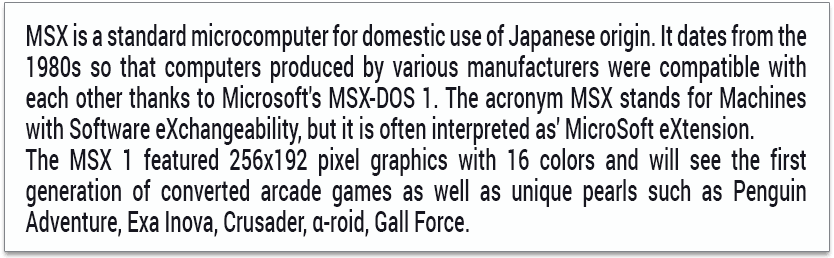 MSX is a standard microcomputer for domestic use of Japanese origin. It dates from the
1980s so that computers produced by various manufacturers were compatible with
each other thanks to Microsoft's MSX-DOS 1. The acronym MSX stands for Machines
with Software eXchangeability, but it is often interpreted as' MicroSoft eXtension.
The MSX 1 featured 256x192 pixel graphics with 16 colors and will see the first
generation of converted arcade games as well as unique pearls such as Penguin
Adventure, Exa Inova, Crusader, α-roid, Gall Force.